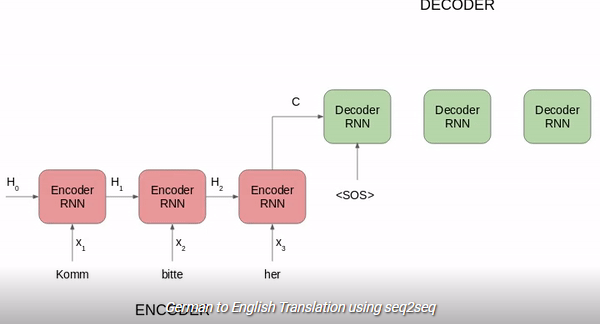 DECODER
C
Decoder RNN
Decoder RNN
Decoder RNN
<SOS>
H0
Encoder RNN
H1
Encoder RNN
H2
Encoder RNN
x1
x2
x3
Komm
bitte
her
ENCODER
German to English Translation using seq2seq